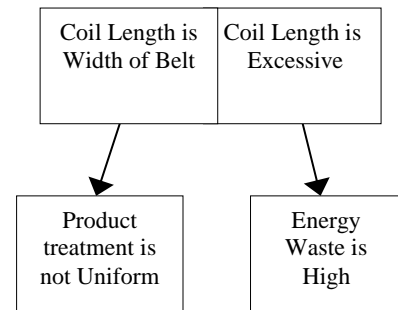 Coil Length is
Width of Belt
Coil Length is
Excessive
Product
treatment is
not Uniform
Energy
Waste is
High